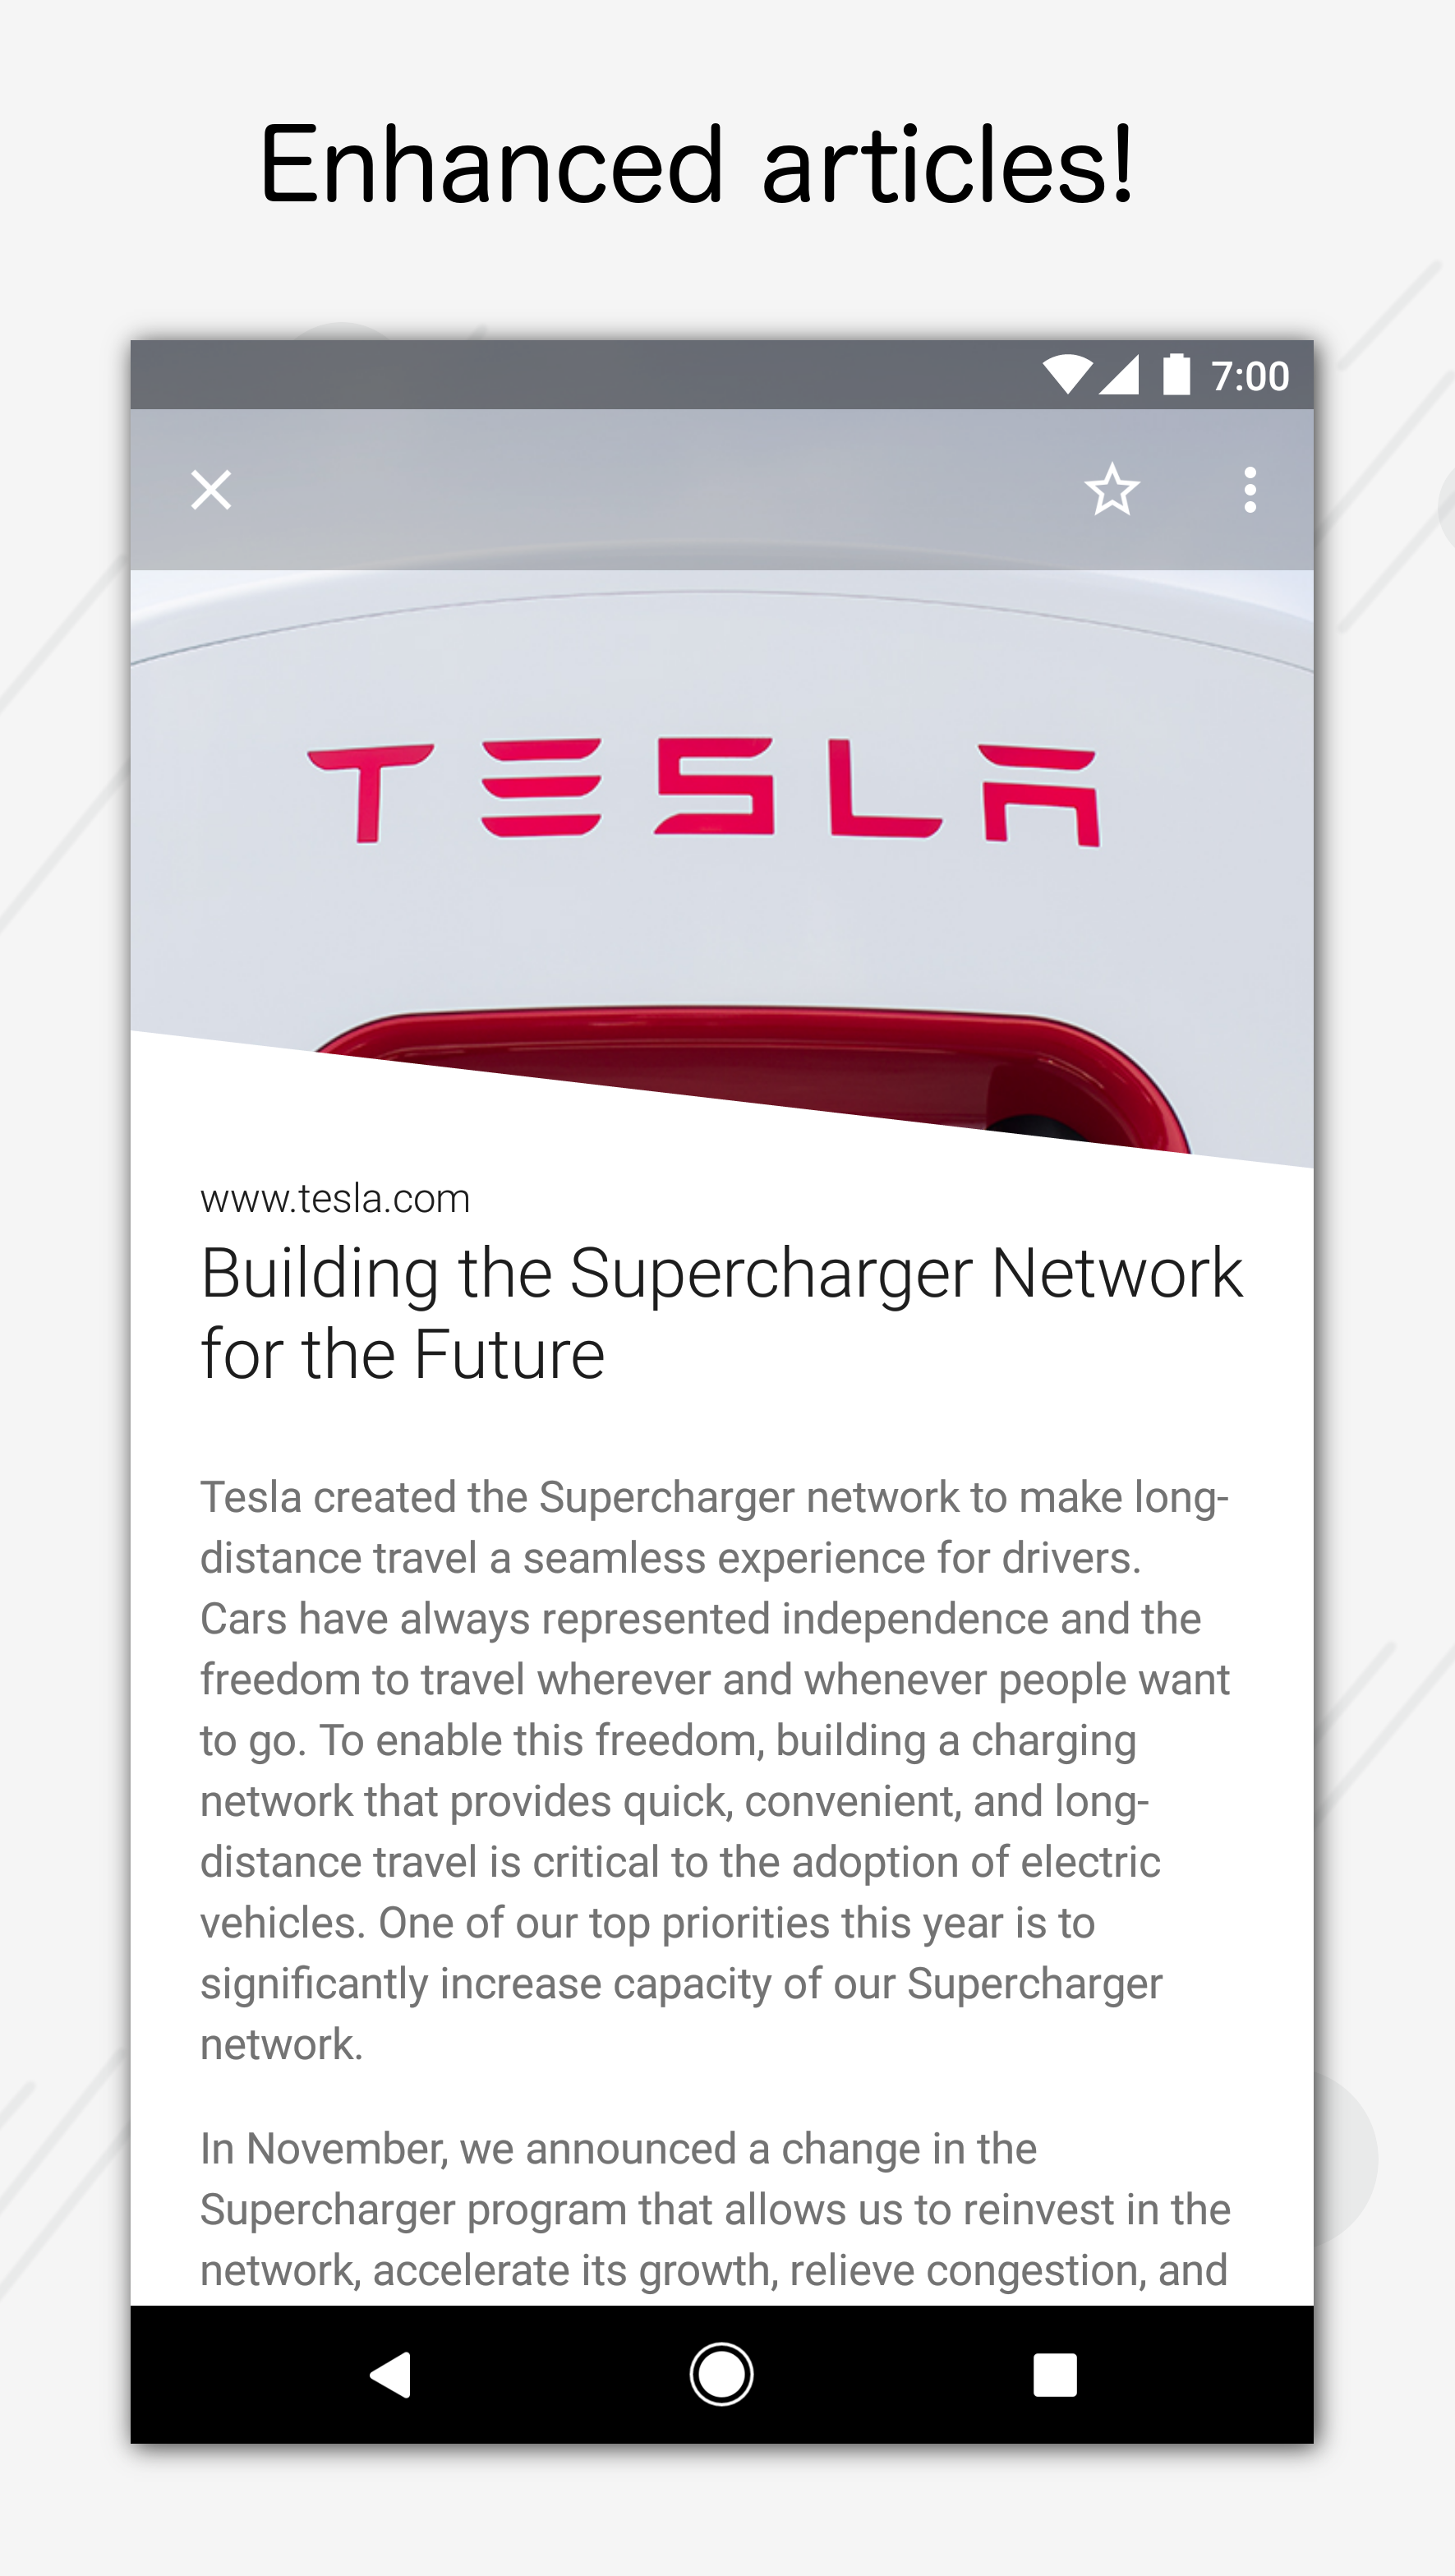 Enhanced articles!
7:00
TESLA
www.tesla.com
Building the Supercharger Network
for the Future
Tesla created the Supercharger network to make long-
distance travel a seamless experience for drivers.
Cars have always represented independence and the
freedom to travel wherever and whenever people want
to go. To enable this freedom, building a charging
network that provides quick, convenient, and long-
distance travel is critical to the adoption of electric
vehicles. One of our top priorities this year is to
significantly increase capacity of our Supercharger
network.
In November, we announced a change in the
Supercharger program that allows us to reinvest in the
network, accelerate its growth, relieve congestion, and